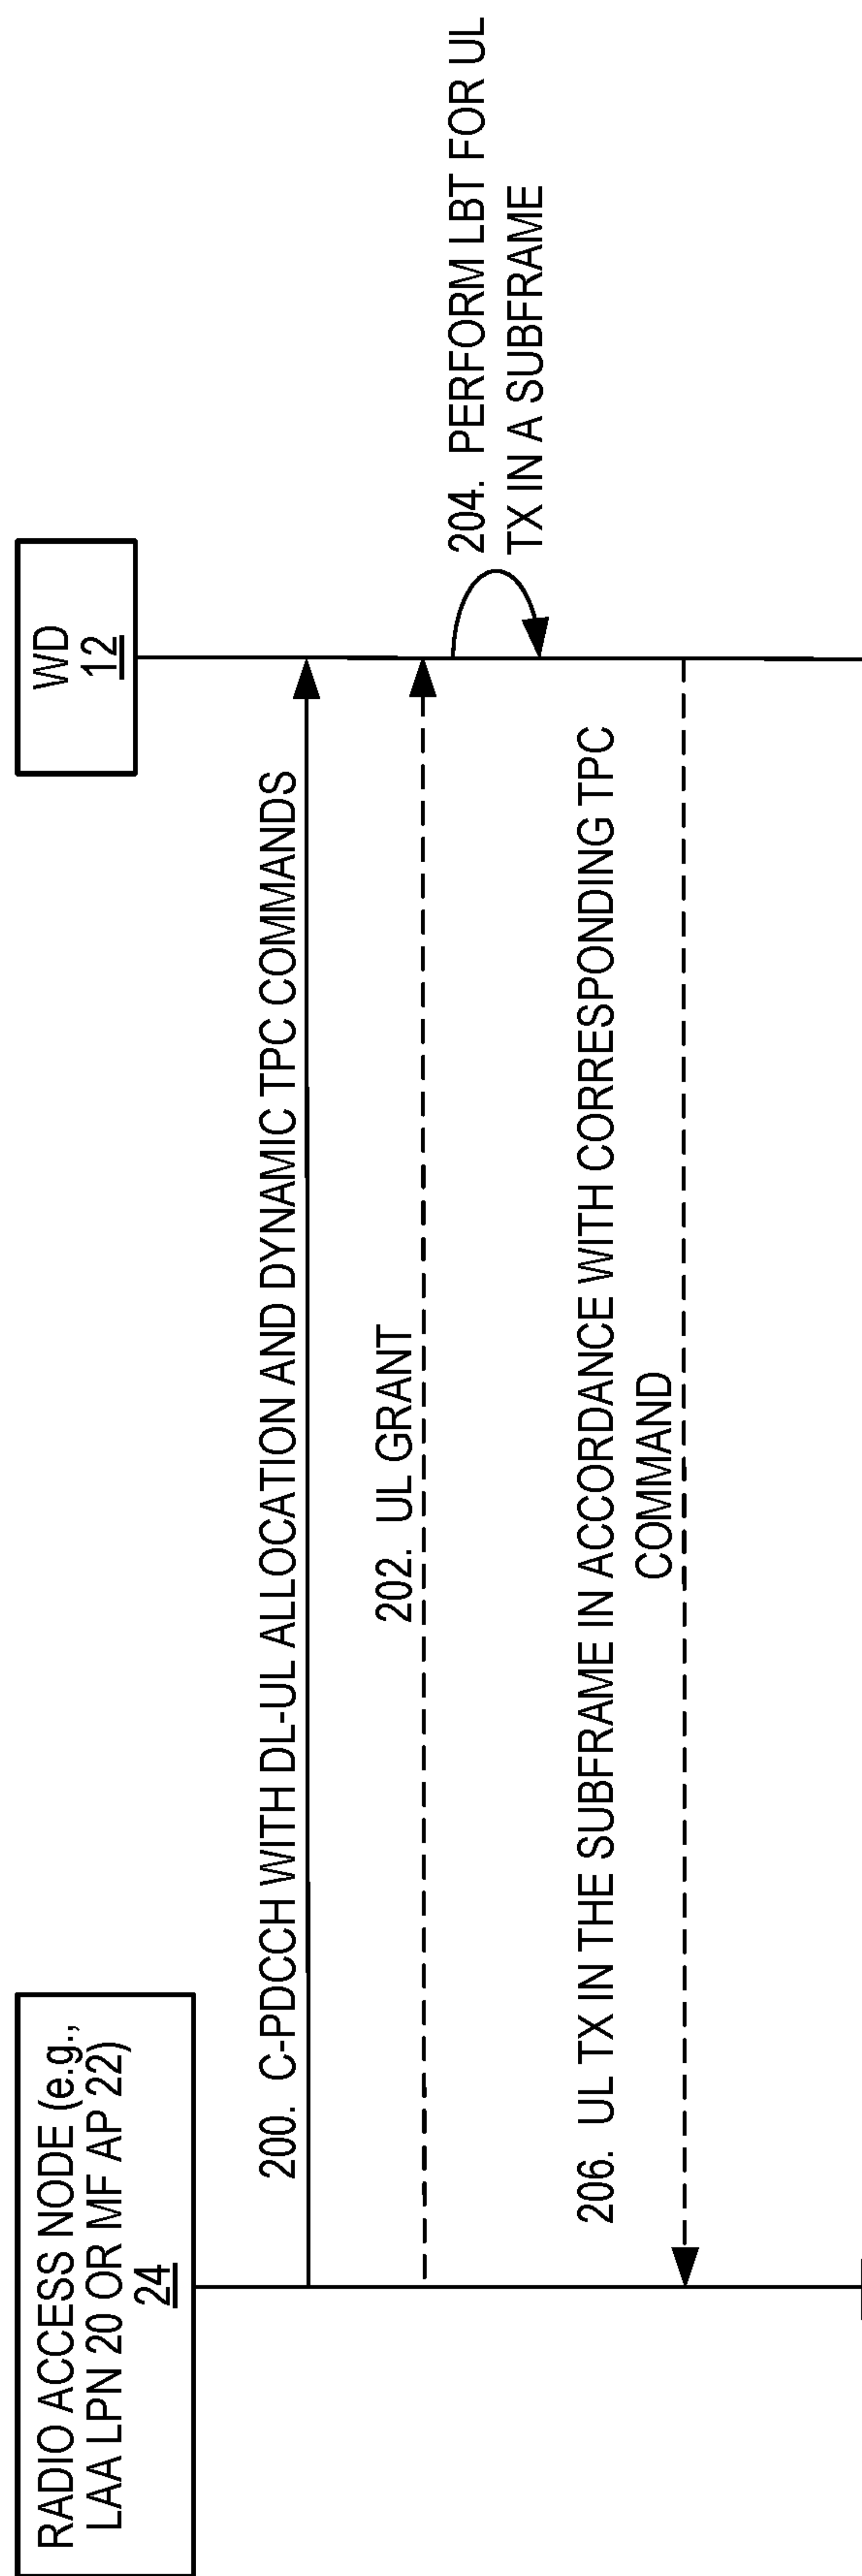 RADIO ACCESS NODE (e.g.,
LAA LPN 20 OR MF AP 22)
24
WD
12
200. C-PDCCH WITH DL-UL ALLOCATION AND DYNAMIC TPC COMMANDS
202. UL GRANT
204. PERFORM LBT FOR UL
TX IN A SUBFRAME
206. UL TX IN THE SUBFRAME IN ACCORDANCE WITH CORRESPONDING TPC
COMMAND